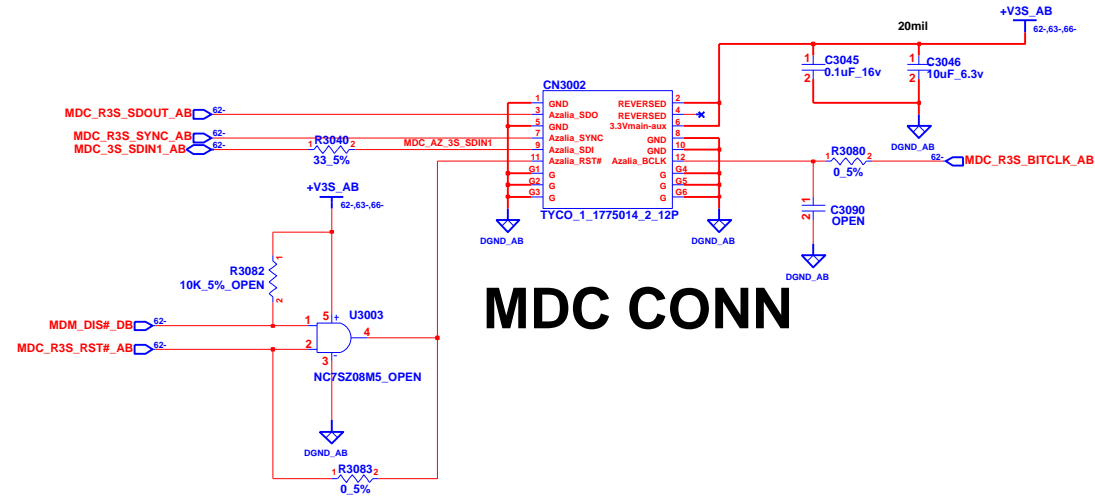 +V3S_AB
62-,63-,66-
20mil
1 C3045
0.1uF_16v
2
1 C3046
10uF_6.3v
2
DGND_AB
CN3002
1 GND REVERSED 2
3 Azalia_SDO REVERSED 4
5 GND 3.3Vmain-aux 6
7 Azalia_SYNC GND 8
9 Azalia_SDI GND 10
11 Azalia_RST# Azalia_BCLK 12
G1 G G G4
G2 G G G5
G3 G G G6
TYCO_1_1775014_2_12P
MDC_R3S_SDOUT_AB 62-
MDC_R3S_SYNC_AB 62-
MDC_3S_SDIN1_AB 62-
1 R3040 2
33_5%
MDC_AZ_3S_SDIN1
DGND_AB
DGND_AB
1 R3080 2
0_5%
62- MDC_R3S_BITCLK_AB
1 C3090
2 OPEN
DGND_AB
+V3S_AB
62-,63-,66-
1
R3082
10K_5%_OPEN
2
MDM_DIS#_DB 62-
MDC_R3S_RST#_AB 62-
U3003
5 +
1
2
4
3 -
NC7SZ08M5_OPEN
DGND_AB
1 R3083 2
0_5%
MDC CONN